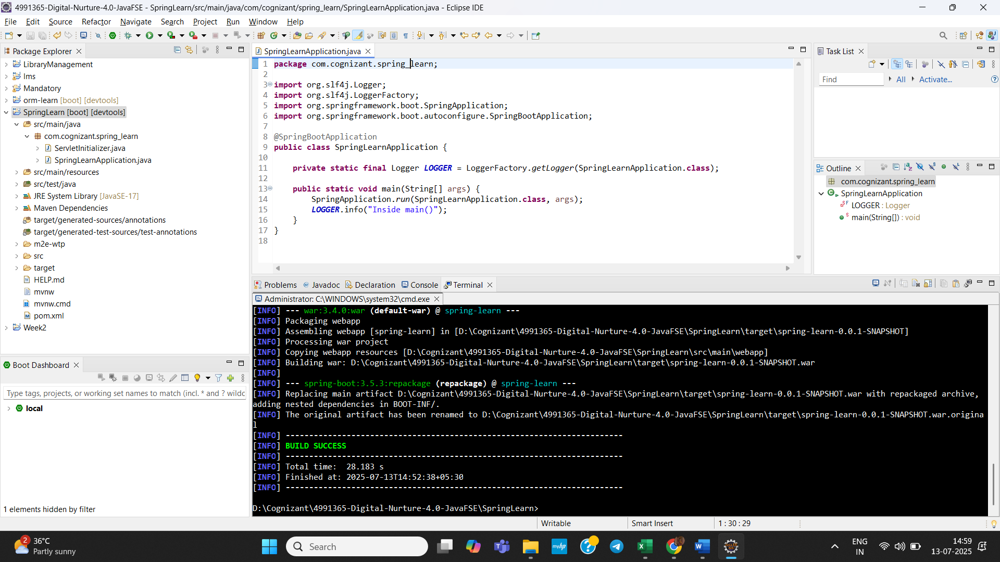 4991365-Digital-Nurture-4.0-JavaFSE - SpringLearn/src/main/java/com/cognizant/spring_learn/SpringLearnApplication.java - Eclipse IDE
File Edit Source Refactor Navigate Search Project Run Window Help
Package Explorer
LibraryManagement
lms
Mandatory
orm-learn [boot] [devtools]
SpringLearn [boot] [devtools]
src/main/java
com.cognizant.spring_learn
ServletInitializer.java
SpringLearnApplication.java
src/main/resources
src/test/java
JRE System Library [JavaSE-17]
Maven Dependencies
target/generated-sources/annotations
target/generated-test-sources/test-annotations
m2e-wtp
src
target
HELP.md
mvnw
mvnw.cmd
pom.xml
Week2
Boot Dashboard
Type tags, projects, or working set names to match (incl. * and ? wildc
local
1 elements hidden by filter
SpringLearnApplication.java
1 package com.cognizant.spring_learn;
2
3 import org.slf4j.Logger;
4 import org.slf4j.LoggerFactory;
5 import org.springframework.boot.SpringApplication;
6 import org.springframework.boot.autoconfigure.SpringBootApplication;
7
8 @SpringBootApplication
9 public class SpringLearnApplication {
10
11 private static final Logger LOGGER = LoggerFactory.getLogger(SpringLearnApplication.class);
12
13 public static void main(String[] args) {
14 SpringApplication.run(SpringLearnApplication.class, args);
15 LOGGER.info("Inside main()");
16 }
17 }
18
Task List
Find All Activate...
Outline
com.cognizant.spring_learn
SpringLearnApplication
LOGGER : Logger
main(String[]) : void
Problems Javadoc Declaration Console Terminal
Administrator: C:\WINDOWS\system32\cmd.exe
[INFO] --- war:3.4.0:war (default-war) @ spring-learn ---
[INFO] Packaging webapp
[INFO] Assembling webapp [spring-learn] in [D:\Cognizant\4991365-Digital-Nurture-4.0-JavaFSE\SpringLearn\target\spring-learn-0.0.1-SNAPSHOT]
[INFO] Processing war project
[INFO] Copying webapp resources [D:\Cognizant\4991365-Digital-Nurture-4.0-JavaFSE\SpringLearn\src\main\webapp]
[INFO] Building war: D:\Cognizant\4991365-Digital-Nurture-4.0-JavaFSE\SpringLearn\target\spring-learn-0.0.1-SNAPSHOT.war
[INFO]
[INFO] --- spring-boot:3.5.3:repackage (repackage) @ spring-learn ---
[INFO] Replacing main artifact D:\Cognizant\4991365-Digital-Nurture-4.0-JavaFSE\SpringLearn\target\spring-learn-0.0.1-SNAPSHOT.war with repackaged archive,
adding nested dependencies in BOOT-INF/.
[INFO] The original artifact has been renamed to D:\Cognizant\4991365-Digital-Nurture-4.0-JavaFSE\SpringLearn\target\spring-learn-0.0.1-SNAPSHOT.war.origina
l
[INFO] ------------------------------------------------------------------------
[INFO] BUILD SUCCESS
[INFO] ------------------------------------------------------------------------
[INFO] Total time:  28.183 s
[INFO] Finished at: 2025-07-13T14:52:38+05:30
[INFO] ------------------------------------------------------------------------
D:\Cognizant\4991365-Digital-Nurture-4.0-JavaFSE\SpringLearn>
Writable Smart Insert 1 : 30 : 29
2
36°C
Partly sunny
Search
myhp
ENG
IN
14:59
13-07-2025